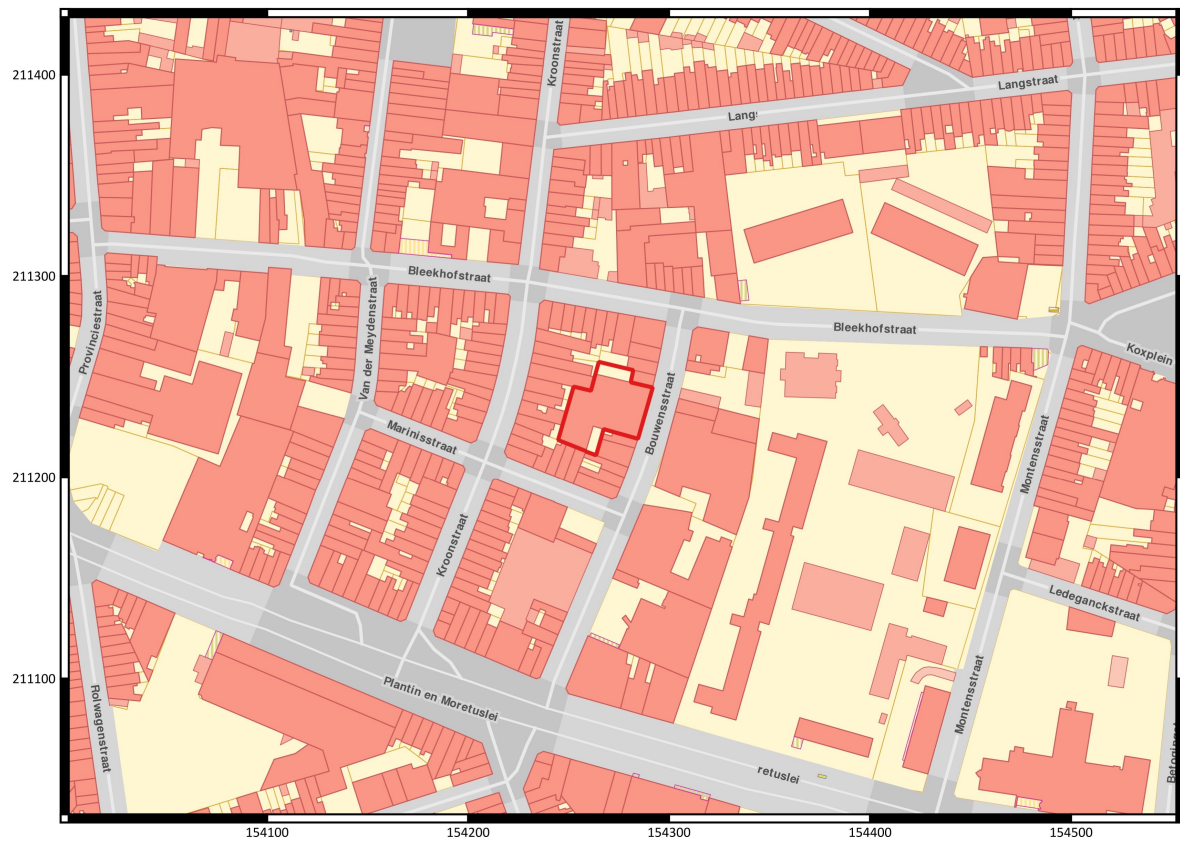 211400
211300
211200
211100
154100
154200
154300
154400
154500
Kroonstraat
Langstraat
Lang
Bleekhofstraat
Bleekhofstraat
Koxplein
Provinciestraat
Van der Meydenstraat
Marinisstraat
Bouwensstraat
Montensstraat
Kroonstraat
Ledeganckstraat
Plantin en Moretuslei
Montensstraat
Rolwagenstraat
retuslei